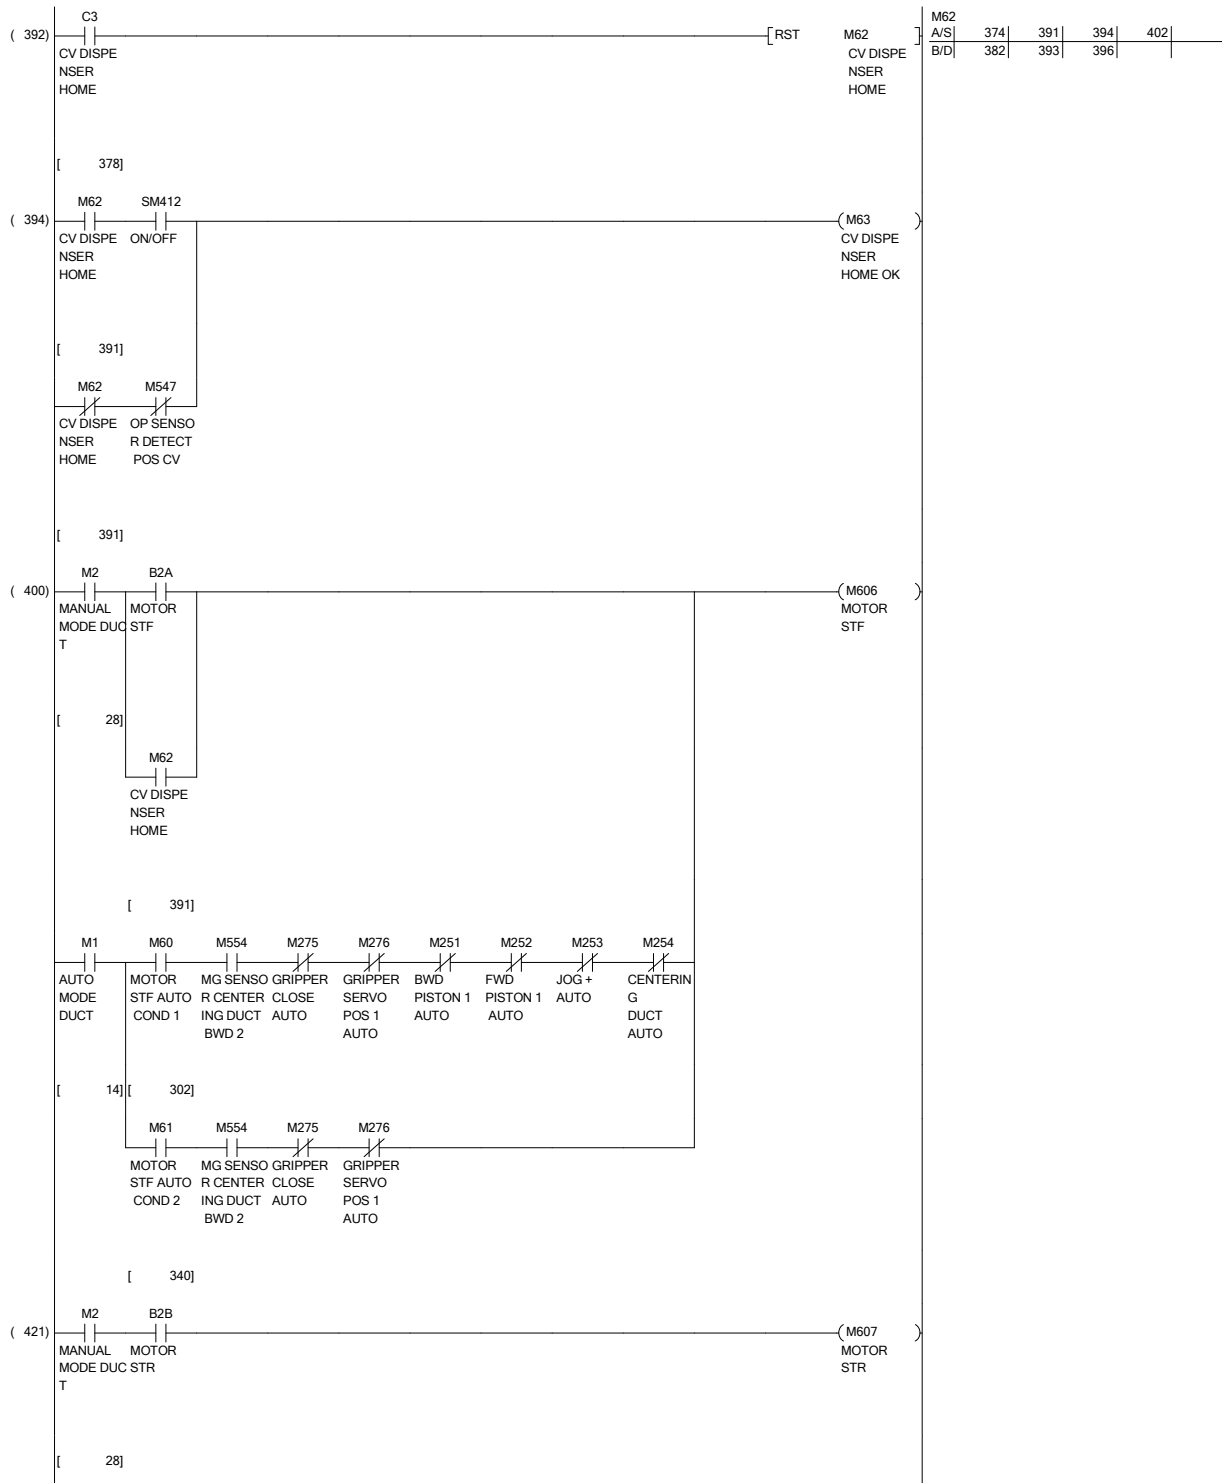 C3
M62
( 392) [ RST M62 ] A/S 374 391 394 402
B/D 382 393 396
CV DISPE CV DISPE
NSER NSER
HOME HOME
[ 378]
M62 SM412
( 394) ( M63 )
CV DISPE ON/OFF CV DISPE
NSER NSER
HOME HOME OK
[ 391]
M62 M547
CV DISPE OP SENSO
NSER R DETECT
HOME POS CV
[ 391]
M2 B2A
( 400) ( M606 )
MANUAL MOTOR MOTOR
MODE DUC STF STF
T
[ 28]
M62
CV DISPE
NSER
HOME
[ 391]
M1 M60 M554 M275 M276 M251 M252 M253 M254
AUTO MOTOR MG SENSO GRIPPER GRIPPER BWD FWD JOG + CENTERIN
MODE STF AUTO R CENTER CLOSE SERVO PISTON 1 PISTON 1 AUTO G
DUCT COND 1 ING DUCT AUTO POS 1 AUTO AUTO DUCT
BWD 2 AUTO AUTO
[ 14] [ 302]
M61 M554 M275 M276
MOTOR MG SENSO GRIPPER GRIPPER
STF AUTO R CENTER CLOSE SERVO
COND 2 ING DUCT AUTO POS 1
BWD 2 AUTO
[ 340]
M2 B2B
( 421) ( M607 )
MANUAL MOTOR MOTOR
MODE DUC STR STR
T
[ 28]